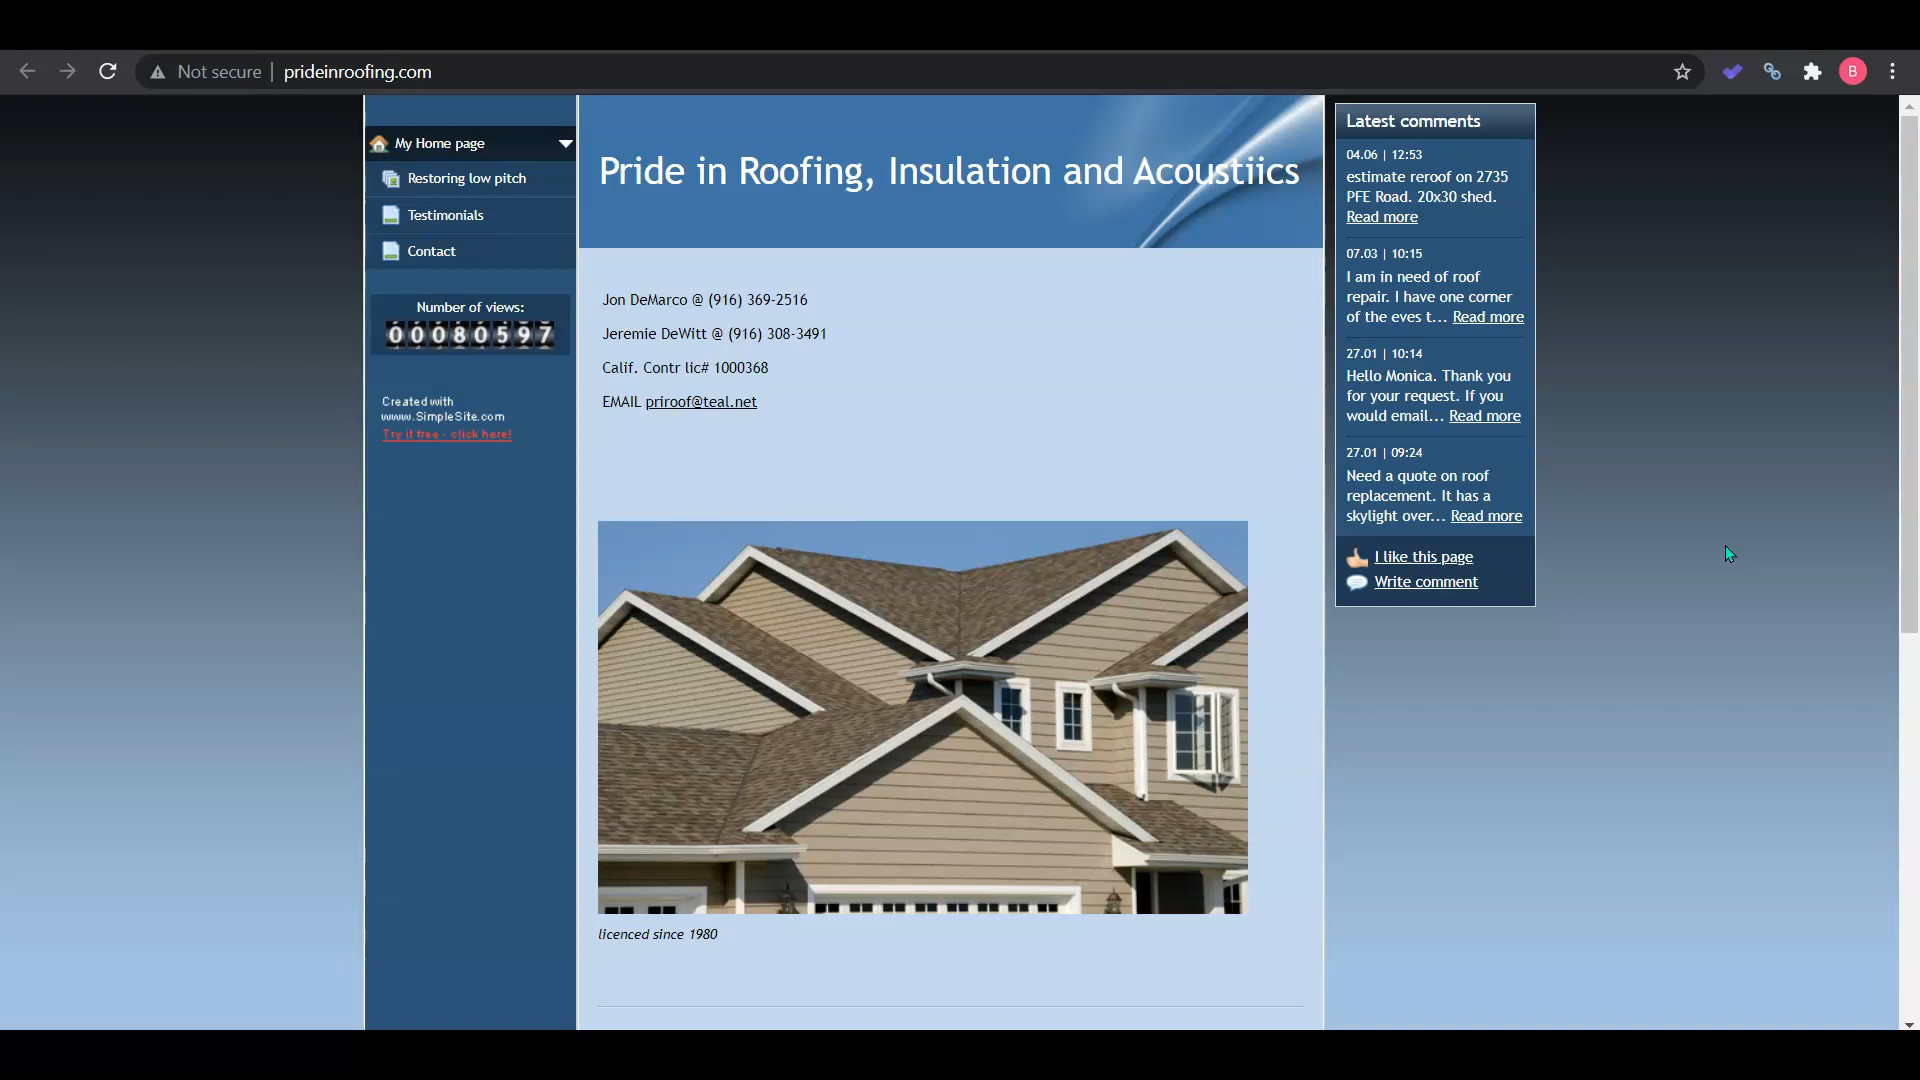 Not secure | prideinroofing.com
B
My Home page
Restoring low pitch
Testimonials
Contact
Number of views:
00080597
Created with
www.SimpleSite.com
Try it free - click here!
Pride in Roofing, Insulation and Acoustiics
Jon DeMarco @ (916) 369-2516
Jeremie DeWitt @ (916) 308-3491
Calif. Contr lic# 1000368
EMAIL priroof@teal.net
licenced since 1980
Latest comments
04.06 | 12:53
estimate reroof on 2735
PFE Road. 20x30 shed.
Read more
07.03 | 10:15
I am in need of roof
repair. I have one corner
of the eves t... Read more
27.01 | 10:14
Hello Monica. Thank you
for your request. If you
would email... Read more
27.01 | 09:24
Need a quote on roof
replacement. It has a
skylight over... Read more
I like this page
Write comment